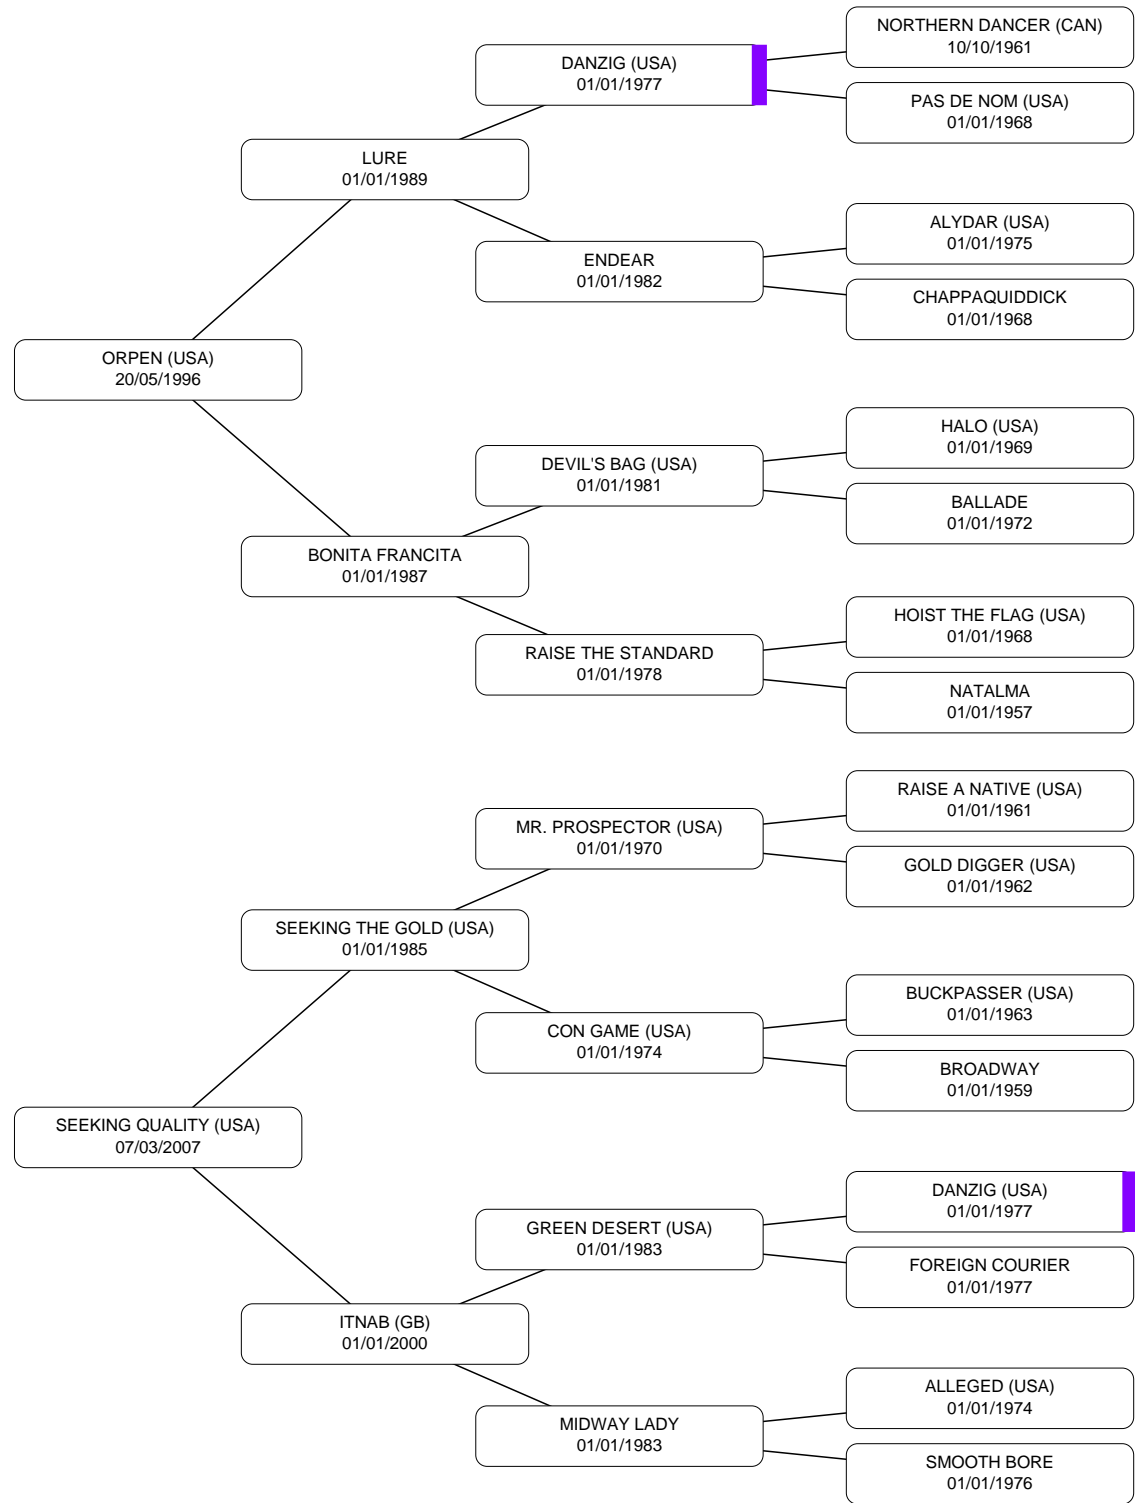 NORTHERN DANCER (CAN)
10/10/1961
DANZIG (USA)
01/01/1977
PAS DE NOM (USA)
01/01/1968
LURE
01/01/1989
ALYDAR (USA)
01/01/1975
ENDEAR
01/01/1982
CHAPPAQUIDDICK
01/01/1968
ORPEN (USA)
20/05/1996
HALO (USA)
01/01/1969
DEVIL'S BAG (USA)
01/01/1981
BALLADE
01/01/1972
BONITA FRANCITA
01/01/1987
HOIST THE FLAG (USA)
01/01/1968
RAISE THE STANDARD
01/01/1978
NATALMA
01/01/1957
RAISE A NATIVE (USA)
01/01/1961
MR. PROSPECTOR (USA)
01/01/1970
GOLD DIGGER (USA)
01/01/1962
SEEKING THE GOLD (USA)
01/01/1985
BUCKPASSER (USA)
01/01/1963
CON GAME (USA)
01/01/1974
BROADWAY
01/01/1959
SEEKING QUALITY (USA)
07/03/2007
DANZIG (USA)
01/01/1977
GREEN DESERT (USA)
01/01/1983
FOREIGN COURIER
01/01/1977
ITNAB (GB)
01/01/2000
ALLEGED (USA)
01/01/1974
MIDWAY LADY
01/01/1983
SMOOTH BORE
01/01/1976